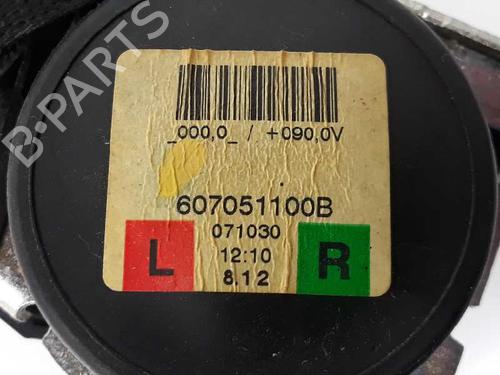 B-PARTS
_000,0_ / +090,0V
607051100B
071030
L 12:10 R
8.12